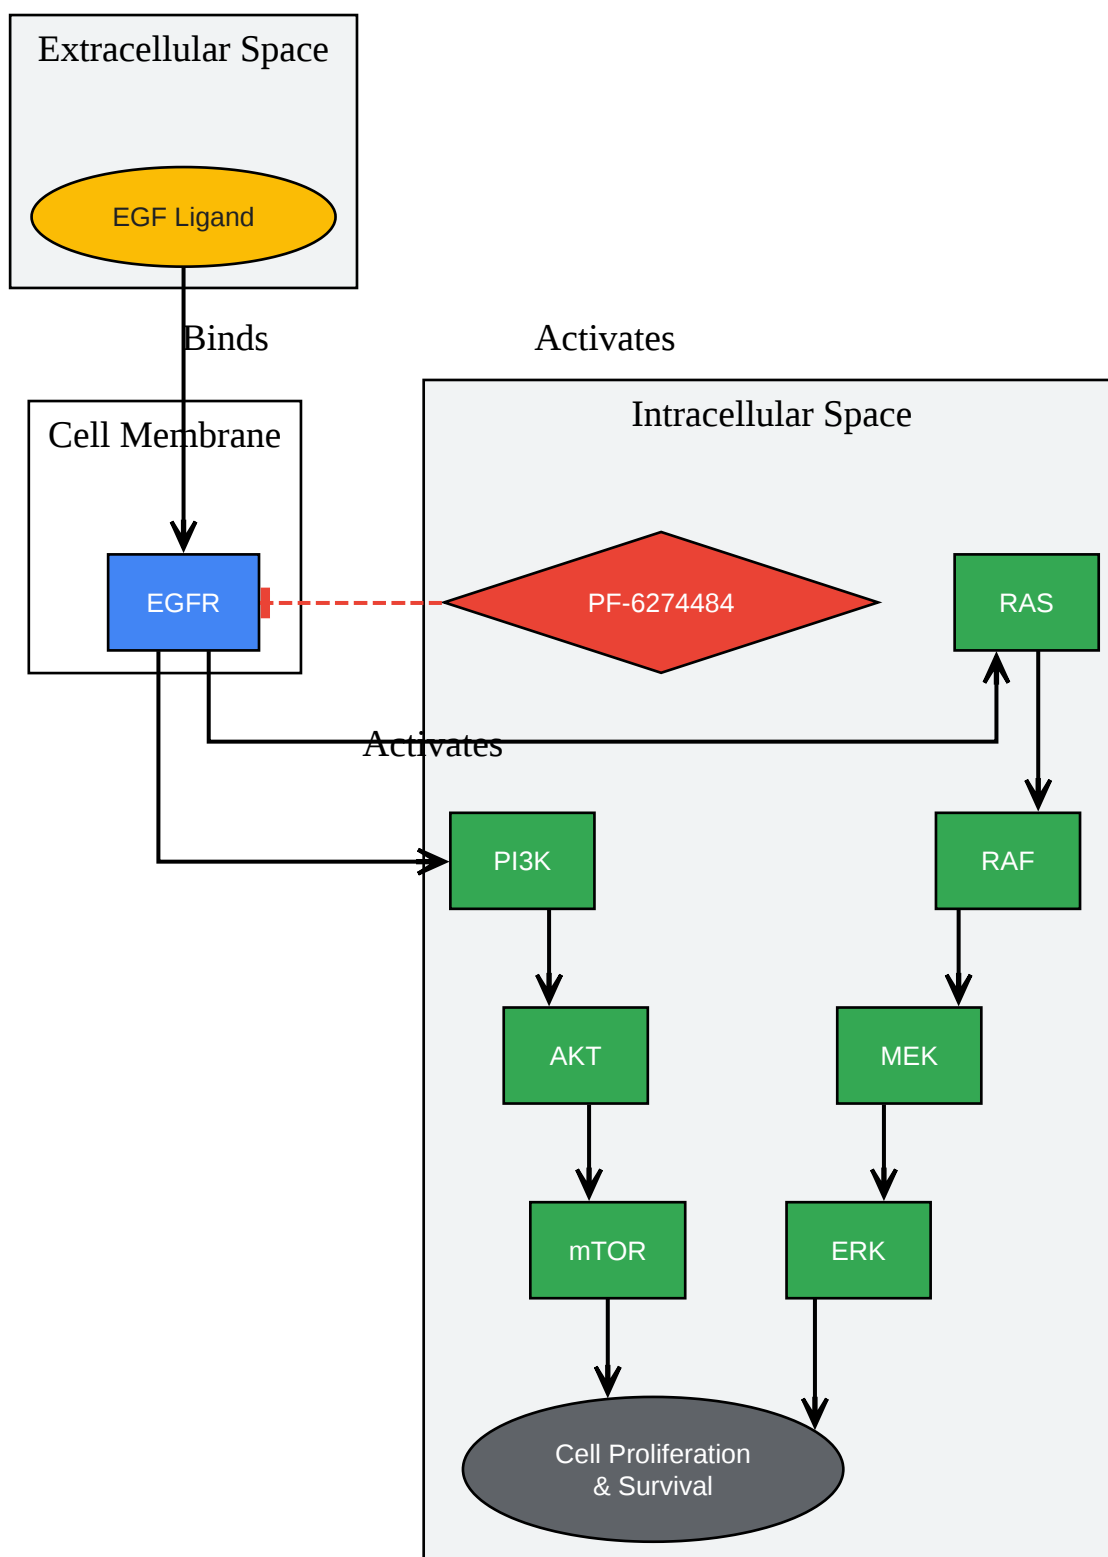 Extracellular Space
EGF Ligand
Binds
Activates
Cell Membrane
Intracellular Space
EGFR
PF-6274484
RAS
Activates
PI3K
RAF
AKT
MEK
mTOR
ERK
Cell Proliferation
& Survival